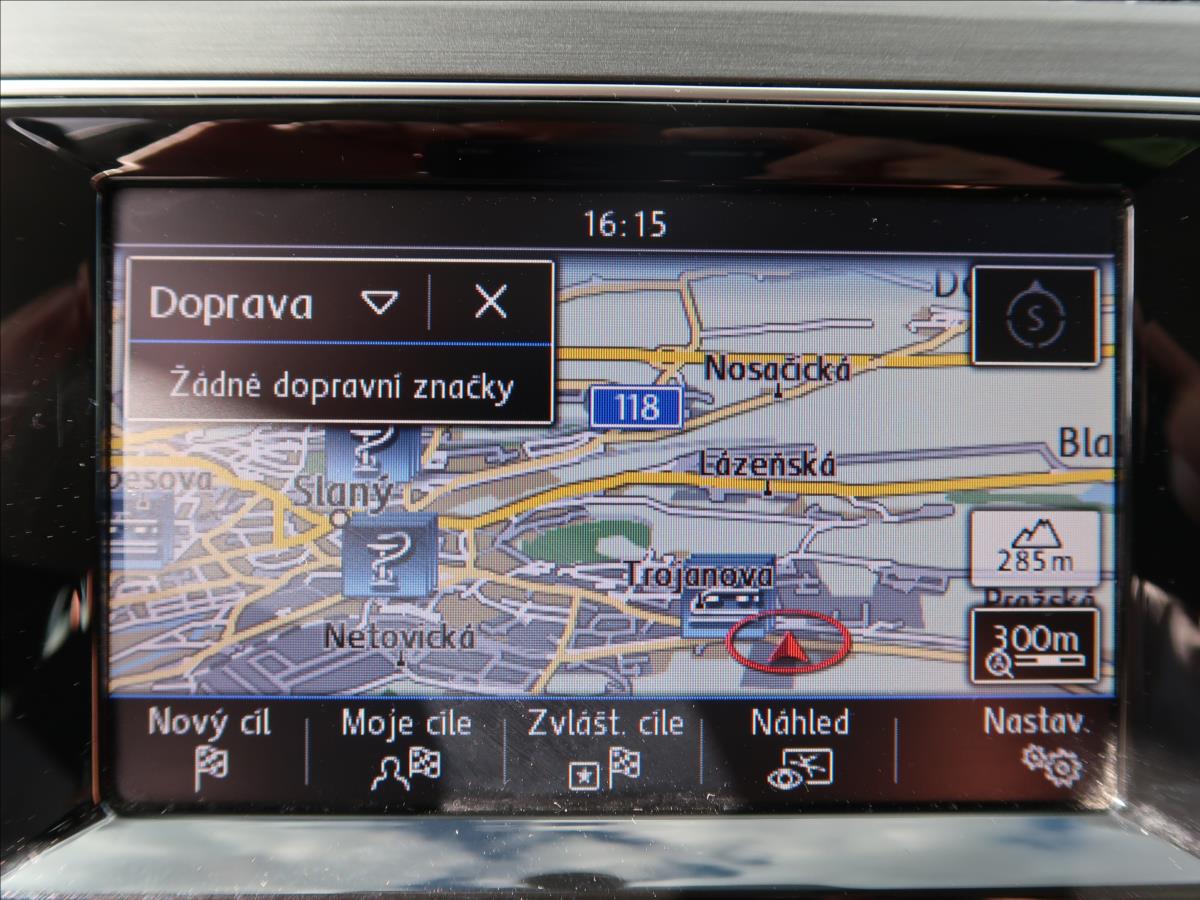 16:15
Doprava
Žádné dopravní značky
S
Nosačická
118
Lázeňská
Bla
Slaný
285m
Trojanova
Pražská
300m
Netovická
Nový cíl
Moje cíle
Zvlášt. cíle
Náhled
Nastav.